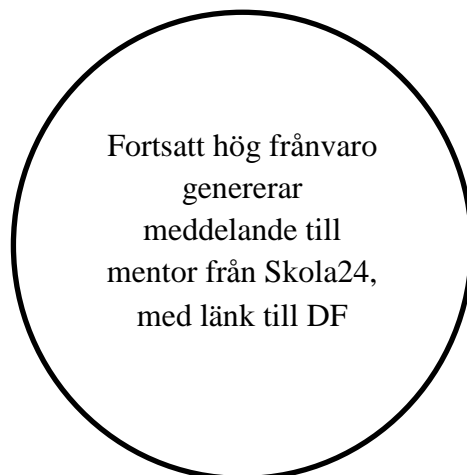 Fortsatt hög frånvaro
genererar
meddelande till
mentor från Skola24,
med länk till DF